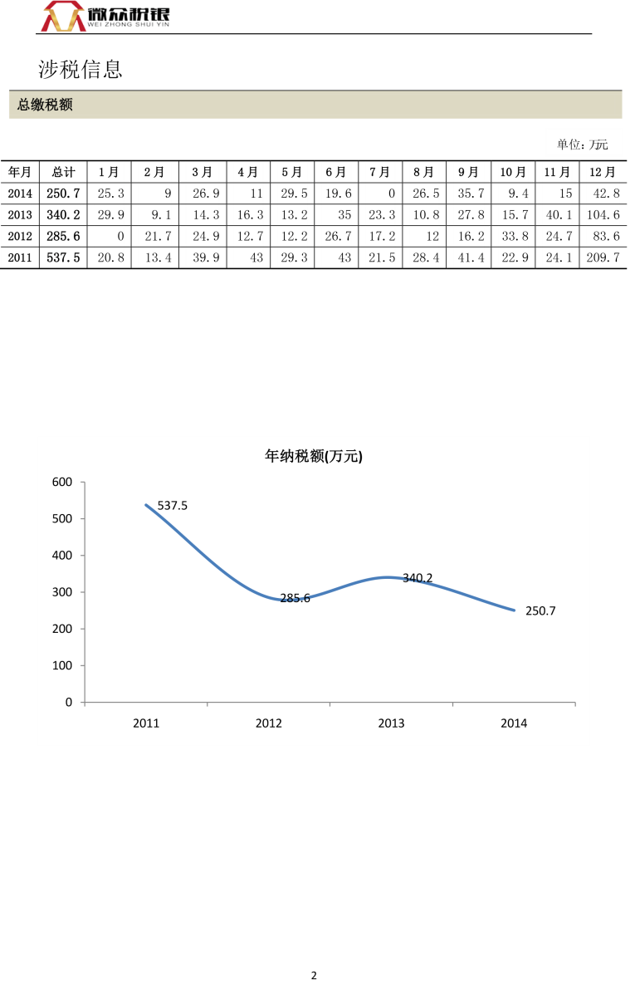 微众税银
WEI ZHONG SHUI YIN
涉税信息
总缴税额
单位：万元
年月 总计 1月 2月 3月 4月 5月 6月 7月 8月 9月 10月 11月 12月
2014 250.7 25.3 9 26.9 11 29.5 19.6 0 26.5 35.7 9.4 15 42.8
2013 340.2 29.9 9.1 14.3 16.3 13.2 35 23.3 10.8 27.8 15.7 40.1 104.6
2012 285.6 0 21.7 24.9 12.7 12.2 26.7 17.2 12 16.2 33.8 24.7 83.6
2011 537.5 20.8 13.4 39.9 43 29.3 43 21.5 28.4 41.4 22.9 24.1 209.7
年纳税额(万元)
600
537.5
500
400
340.2
300
285.6
250.7
200
100
0
2011 2012 2013 2014
2